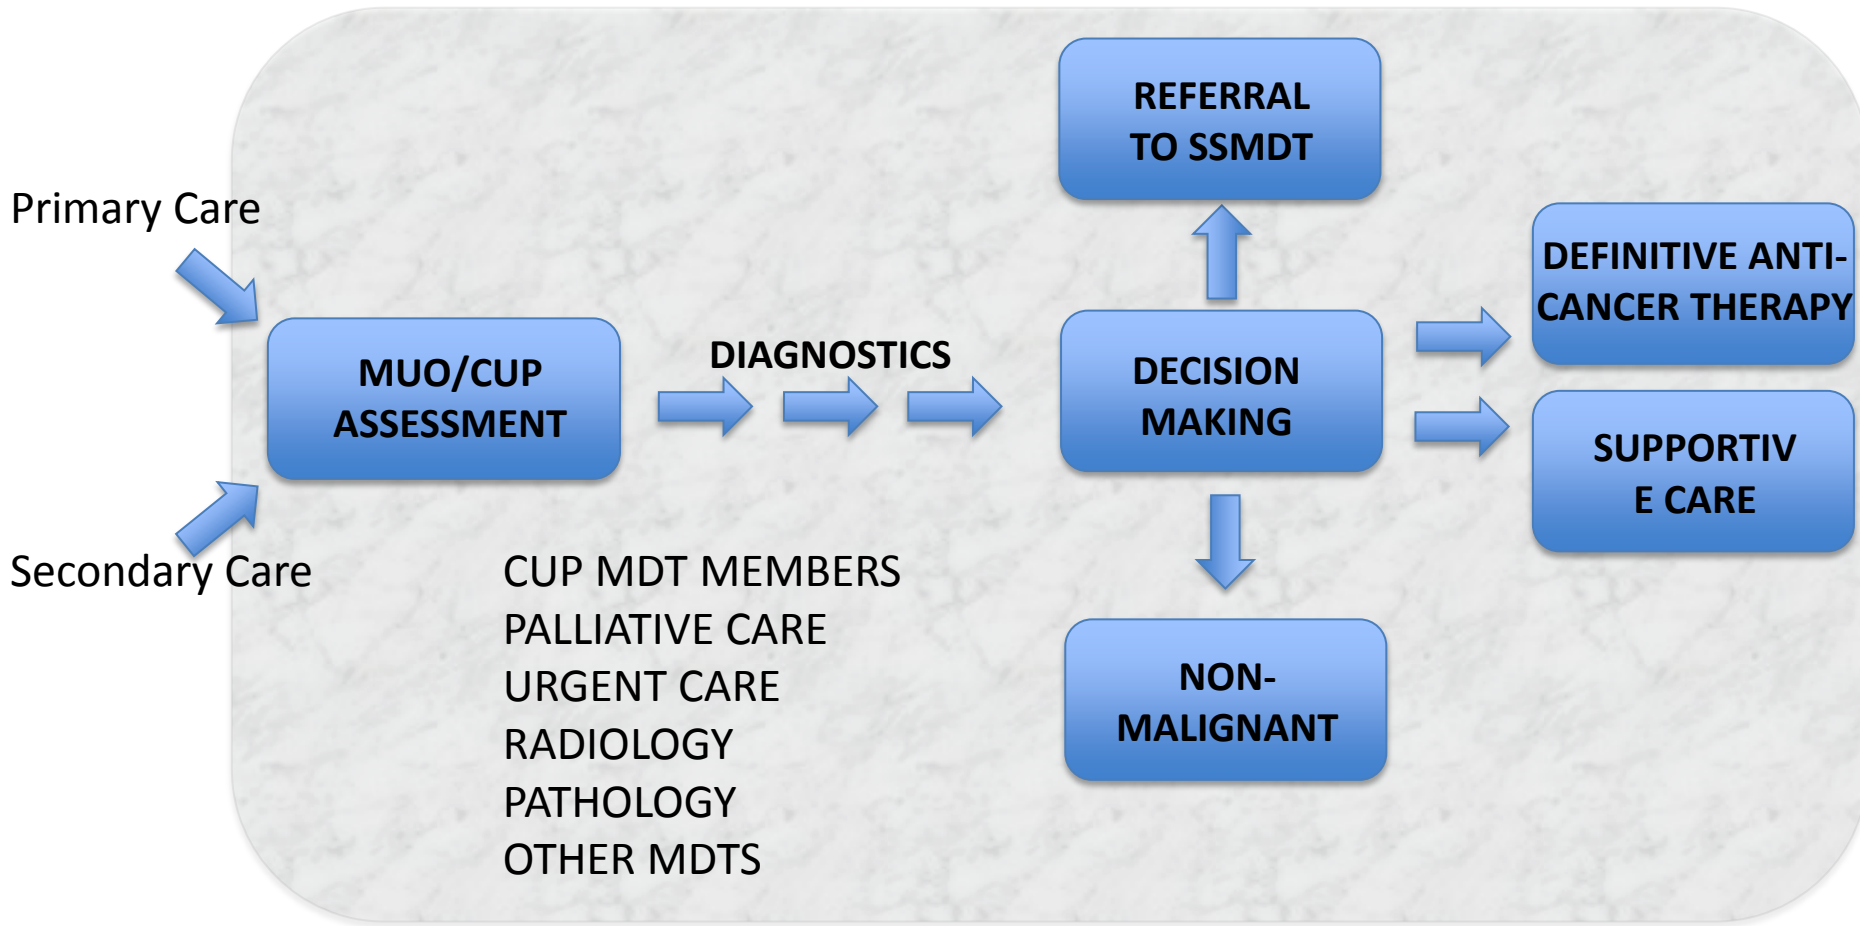 Primary Care
Secondary Care
MUO/CUP
ASSESSMENT
DIAGNOSTICS
CUP MDT MEMBERS
PALLIATIVE CARE
URGENT CARE
RADIOLOGY
PATHOLOGY
OTHER MDTS
REFERRAL
TO SSMDT
DECISION
MAKING
NON-
MALIGNANT
DEFINITIVE ANTI-
CANCER THERAPY
SUPPORTIV
E CARE